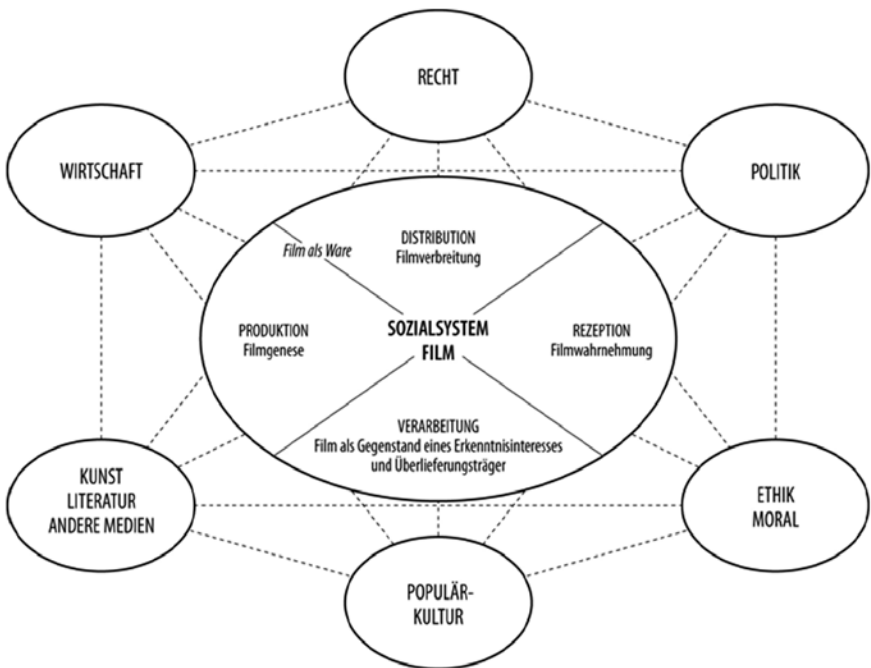 RECHT
WIRTSCHAFT
POLITIK
Film als Ware
DISTRIBUTION
Filmverbreitung
PRODUKTION
Filmgenese
SOZIALSYSTEM
FILM
REZEPTION
Filmwahrnehmung
VERARBEITUNG
Film als Gegenstand eines Erkenntnisinteresses
und Überlieferungsträger
KUNST
LITERATUR
ANDERE MEDIEN
ETHIK
MORAL
POPULÄR-
KULTUR